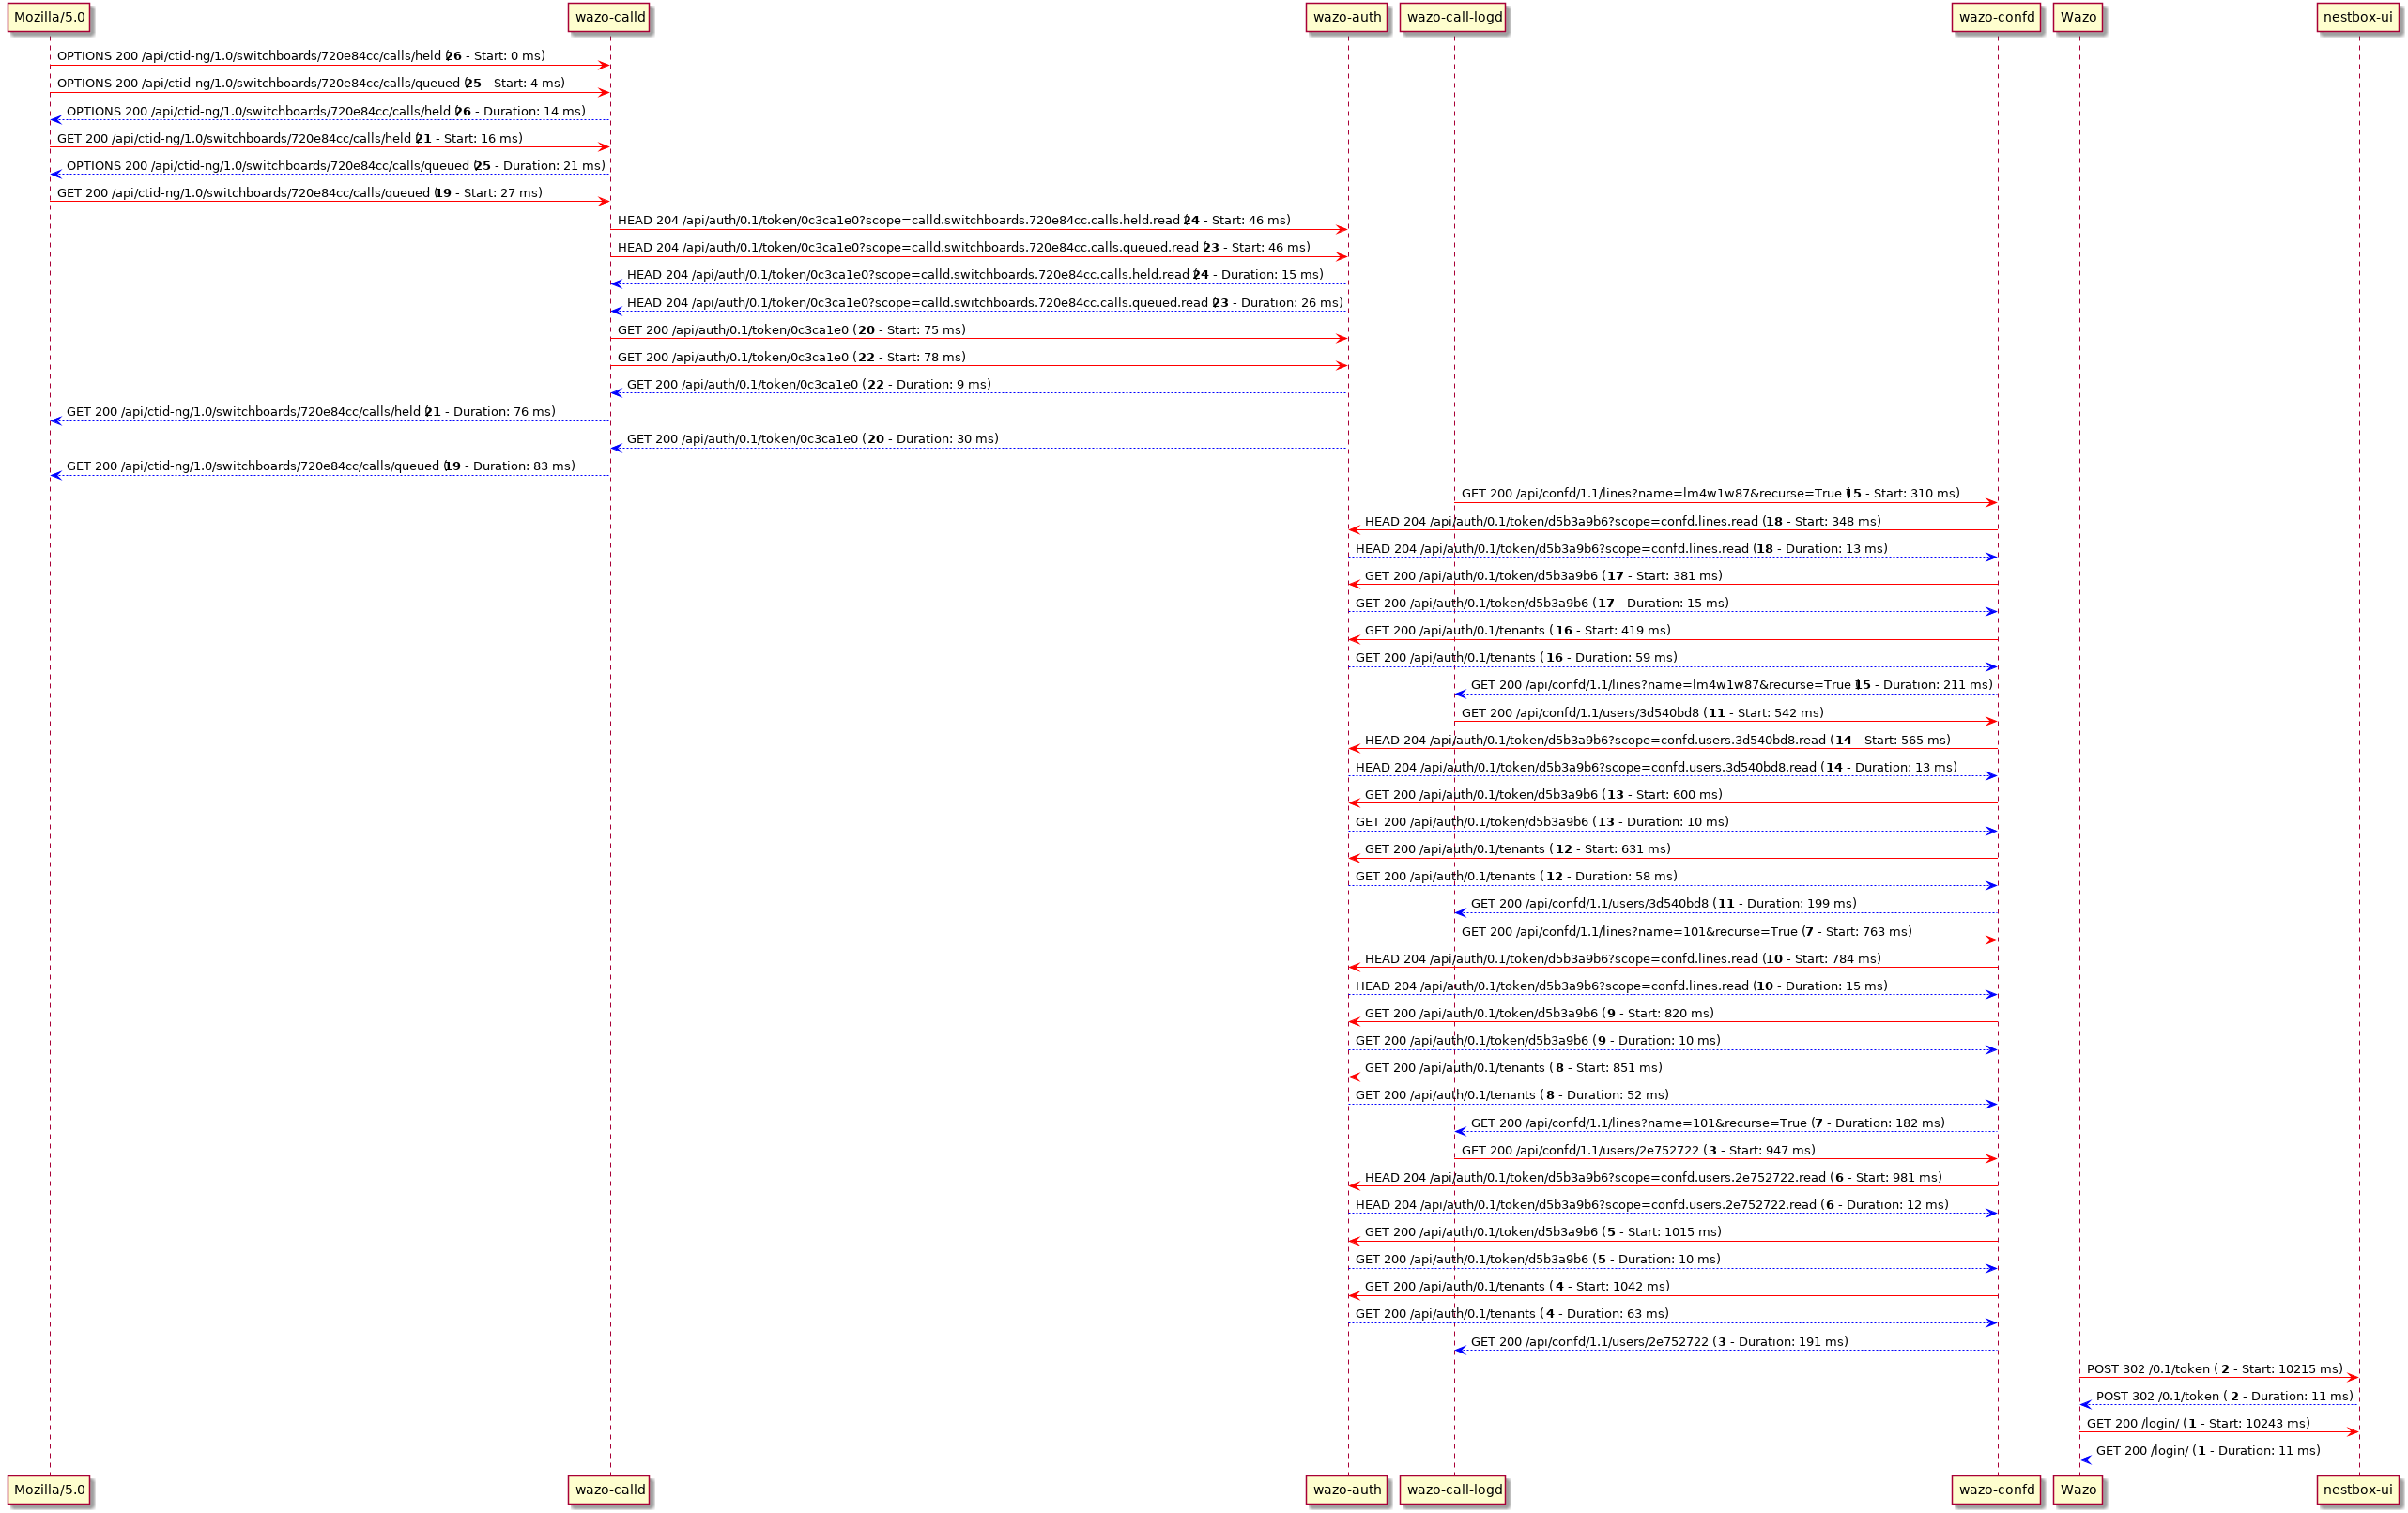 Mozilla/5.0
wazo-calld
wazo-auth
wazo-call-logd
wazo-confd
Wazo
nestbox-ui
OPTIONS 200 /api/ctid-ng/1.0/switchboards/720e84cc/calls/held (26 - Start: 0 ms)
OPTIONS 200 /api/ctid-ng/1.0/switchboards/720e84cc/calls/queued (25 - Start: 4 ms)
OPTIONS 200 /api/ctid-ng/1.0/switchboards/720e84cc/calls/held (26 - Duration: 14 ms)
GET 200 /api/ctid-ng/1.0/switchboards/720e84cc/calls/held (21 - Start: 16 ms)
OPTIONS 200 /api/ctid-ng/1.0/switchboards/720e84cc/calls/queued (25 - Duration: 21 ms)
GET 200 /api/ctid-ng/1.0/switchboards/720e84cc/calls/queued (19 - Start: 27 ms)
HEAD 204 /api/auth/0.1/token/0c3ca1e0?scope=calld.switchboards.720e84cc.calls.held.read (24 - Start: 46 ms)
HEAD 204 /api/auth/0.1/token/0c3ca1e0?scope=calld.switchboards.720e84cc.calls.queued.read (23 - Start: 46 ms)
HEAD 204 /api/auth/0.1/token/0c3ca1e0?scope=calld.switchboards.720e84cc.calls.held.read (24 - Duration: 15 ms)
HEAD 204 /api/auth/0.1/token/0c3ca1e0?scope=calld.switchboards.720e84cc.calls.queued.read (23 - Duration: 26 ms)
GET 200 /api/auth/0.1/token/0c3ca1e0 (20 - Start: 75 ms)
GET 200 /api/auth/0.1/token/0c3ca1e0 (22 - Start: 78 ms)
GET 200 /api/auth/0.1/token/0c3ca1e0 (22 - Duration: 9 ms)
GET 200 /api/ctid-ng/1.0/switchboards/720e84cc/calls/held (21 - Duration: 76 ms)
GET 200 /api/auth/0.1/token/0c3ca1e0 (20 - Duration: 30 ms)
GET 200 /api/ctid-ng/1.0/switchboards/720e84cc/calls/queued (19 - Duration: 83 ms)
GET 200 /api/confd/1.1/lines?name=lm4w1w87&recurse=True (15 - Start: 310 ms)
HEAD 204 /api/auth/0.1/token/d5b3a9b6?scope=confd.lines.read (18 - Start: 348 ms)
HEAD 204 /api/auth/0.1/token/d5b3a9b6?scope=confd.lines.read (18 - Duration: 13 ms)
GET 200 /api/auth/0.1/token/d5b3a9b6 (17 - Start: 381 ms)
GET 200 /api/auth/0.1/token/d5b3a9b6 (17 - Duration: 15 ms)
GET 200 /api/auth/0.1/tenants (16 - Start: 419 ms)
GET 200 /api/auth/0.1/tenants (16 - Duration: 59 ms)
GET 200 /api/confd/1.1/lines?name=lm4w1w87&recurse=True (15 - Duration: 211 ms)
GET 200 /api/confd/1.1/users/3d540bd8 (11 - Start: 542 ms)
HEAD 204 /api/auth/0.1/token/d5b3a9b6?scope=confd.users.3d540bd8.read (14 - Start: 565 ms)
HEAD 204 /api/auth/0.1/token/d5b3a9b6?scope=confd.users.3d540bd8.read (14 - Duration: 13 ms)
GET 200 /api/auth/0.1/token/d5b3a9b6 (13 - Start: 600 ms)
GET 200 /api/auth/0.1/token/d5b3a9b6 (13 - Duration: 10 ms)
GET 200 /api/auth/0.1/tenants (12 - Start: 631 ms)
GET 200 /api/auth/0.1/tenants (12 - Duration: 58 ms)
GET 200 /api/confd/1.1/users/3d540bd8 (11 - Duration: 199 ms)
GET 200 /api/confd/1.1/lines?name=101&recurse=True (7 - Start: 763 ms)
HEAD 204 /api/auth/0.1/token/d5b3a9b6?scope=confd.lines.read (10 - Start: 784 ms)
HEAD 204 /api/auth/0.1/token/d5b3a9b6?scope=confd.lines.read (10 - Duration: 15 ms)
GET 200 /api/auth/0.1/token/d5b3a9b6 (9 - Start: 820 ms)
GET 200 /api/auth/0.1/token/d5b3a9b6 (9 - Duration: 10 ms)
GET 200 /api/auth/0.1/tenants (8 - Start: 851 ms)
GET 200 /api/auth/0.1/tenants (8 - Duration: 52 ms)
GET 200 /api/confd/1.1/lines?name=101&recurse=True (7 - Duration: 182 ms)
GET 200 /api/confd/1.1/users/2e752722 (3 - Start: 947 ms)
HEAD 204 /api/auth/0.1/token/d5b3a9b6?scope=confd.users.2e752722.read (6 - Start: 981 ms)
HEAD 204 /api/auth/0.1/token/d5b3a9b6?scope=confd.users.2e752722.read (6 - Duration: 12 ms)
GET 200 /api/auth/0.1/token/d5b3a9b6 (5 - Start: 1015 ms)
GET 200 /api/auth/0.1/token/d5b3a9b6 (5 - Duration: 10 ms)
GET 200 /api/auth/0.1/tenants (4 - Start: 1042 ms)
GET 200 /api/auth/0.1/tenants (4 - Duration: 63 ms)
GET 200 /api/confd/1.1/users/2e752722 (3 - Duration: 191 ms)
POST 302 /0.1/token (2 - Start: 10215 ms)
POST 302 /0.1/token (2 - Duration: 11 ms)
GET 200 /login/ (1 - Start: 10243 ms)
GET 200 /login/ (1 - Duration: 11 ms)
Mozilla/5.0
wazo-calld
wazo-auth
wazo-call-logd
wazo-confd
Wazo
nestbox-ui